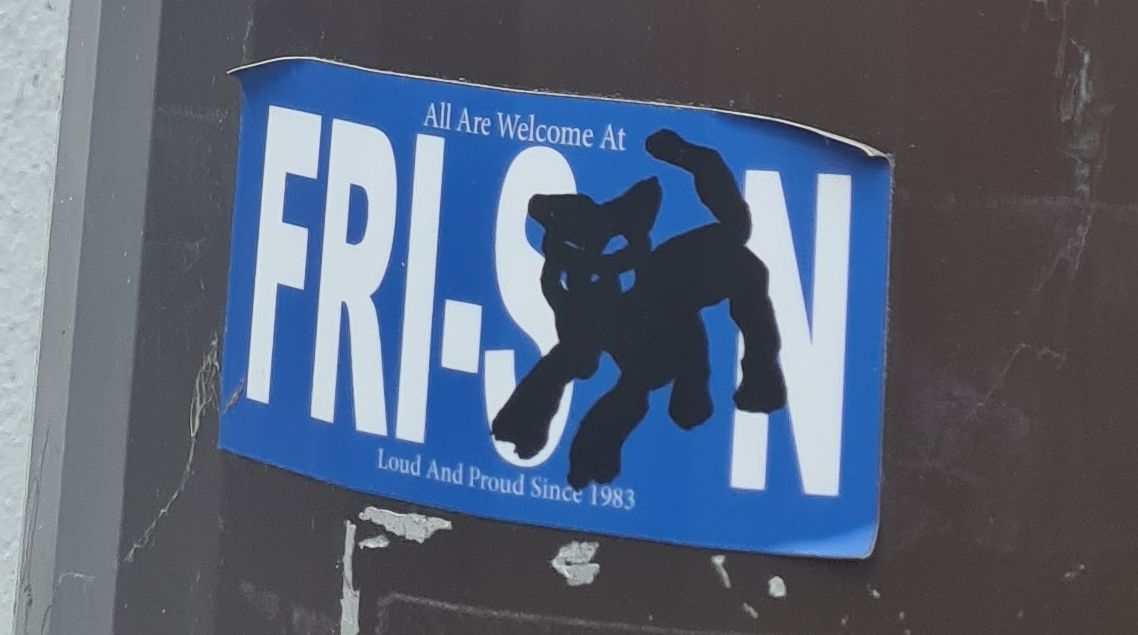 All Are Welcome At
FRI-S N
Loud And Proud Since 1983